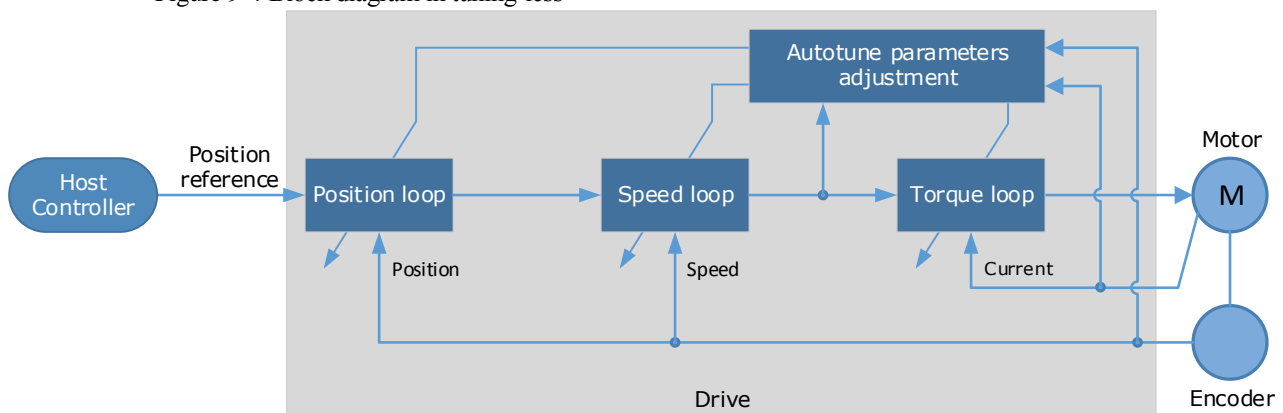 Autotune parameters
adjustment
Motor
Position
reference
Host
Controller
Position loop
Speed loop
Torque loop
M
Position
Speed
Current
Drive
Encoder